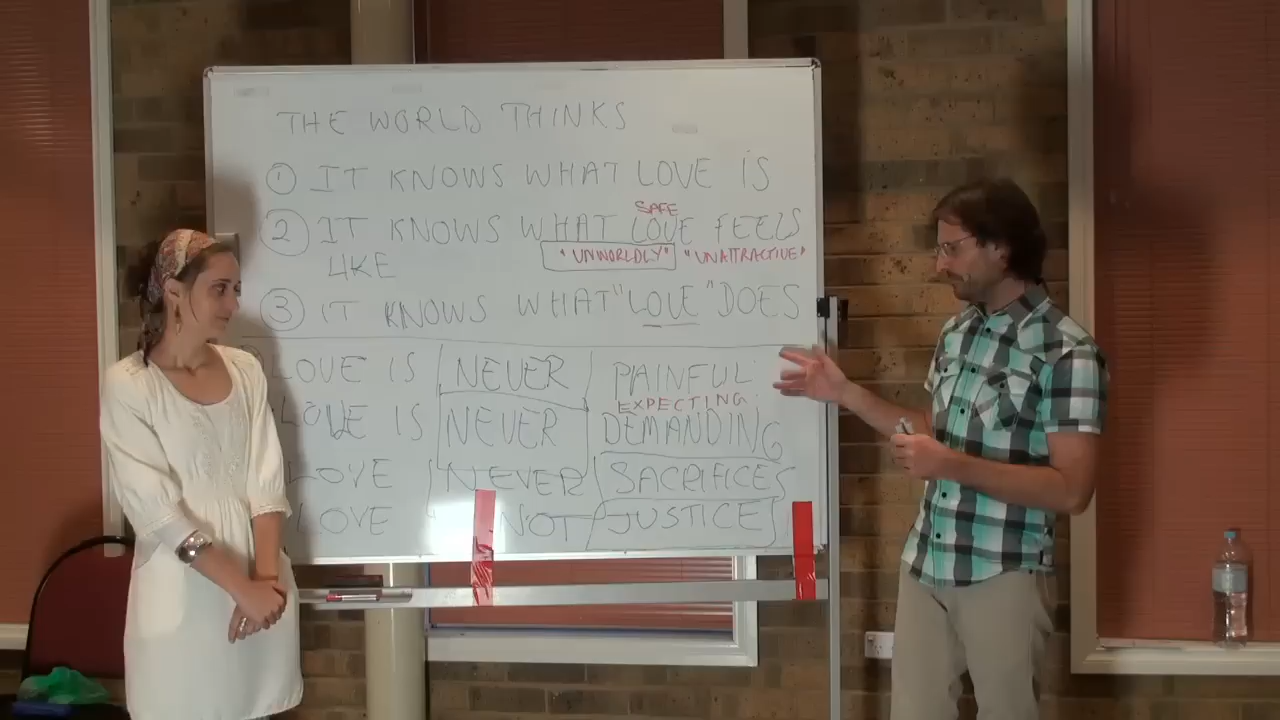 THE WORLD THINKS
① IT KNOWS WHAT LOVE IS
SAFE
② IT KNOWS WHAT LOVE FEELS
LIKE "UNWORLDLY" "UNATTRACTIVE"
③ IT KNOWS WHAT "LOVE" DOES
LOVE IS NEVER PAINFUL
EXPECTING
LOVE IS NEVER DEMANDING
LOVE NEVER SACRIFICES
LOVE NOT JUSTICE